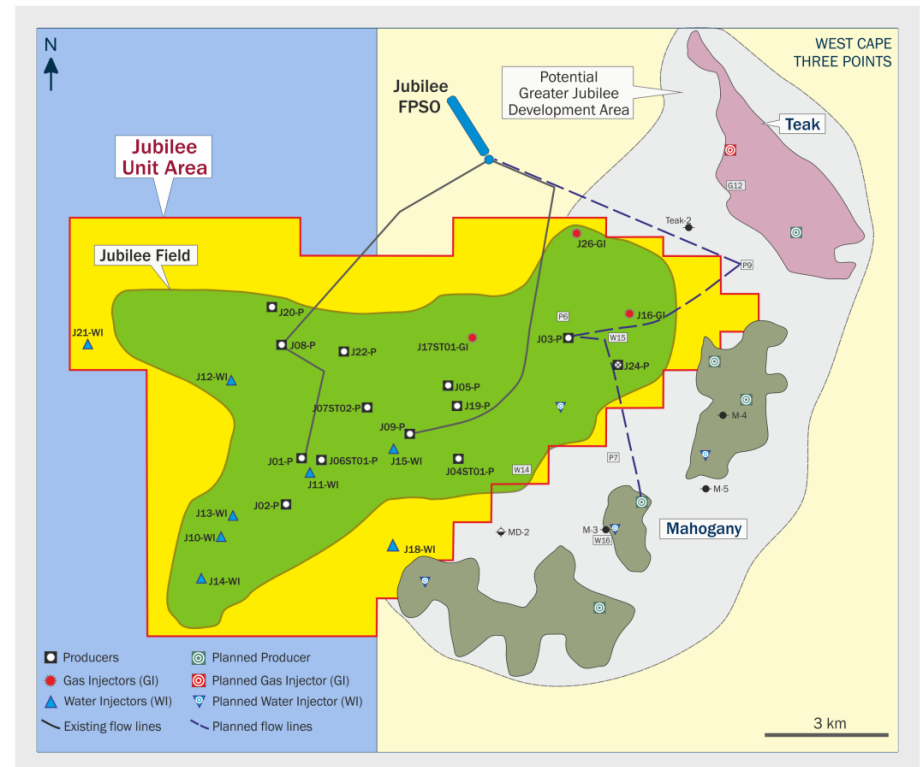 N
WEST CAPE
THREE POINTS
Jubilee
FPSO
Potential
Greater Jubilee
Development Area
Teak
Jubilee
Unit Area
G12
Teak-2
J26-GI
Jubilee Field
P9
J20-P
P6
J16-GI
J21-WI
J08-P
J22-P
J17ST01-GI
J03-P
W15
J24-P
J12-WI
J05-P
J07ST02-P
J19-P
M-4
J09-P
J01-P
J06ST01-P
J15-WI
J04ST01-P
W14
P7
J11-WI
M-5
J02-P
J13-WI
J10-WI
MD-2
M-3
W16
Mahogany
J18-WI
J14-WI
Producers
Planned Producer
Gas Injectors (GI)
Planned Gas Injector (GI)
Water Injectors (WI)
Planned Water Injector (WI)
Existing flow lines
Planned flow lines
3 km